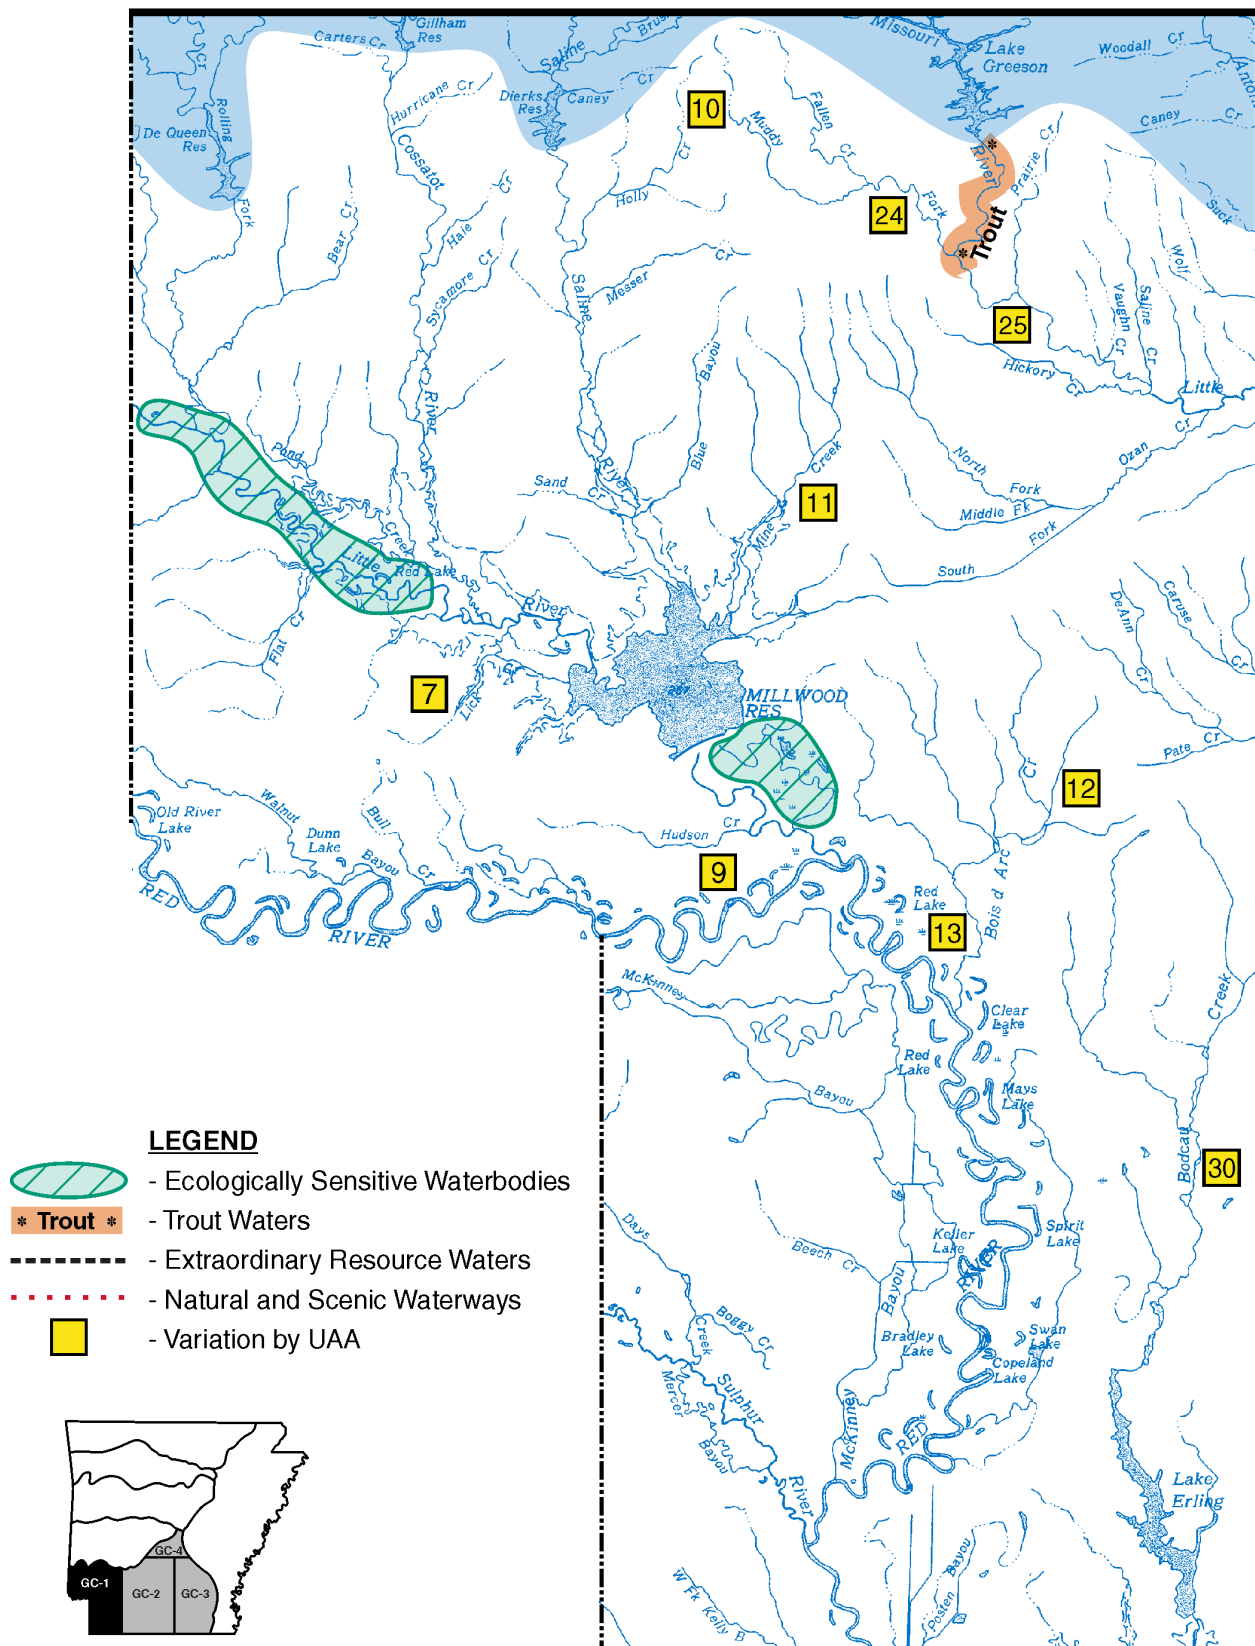 Gillham
Res
Carters Cr
Cr
Rolling
Fork
De Queen
Res
Hurricane Cr
Cossatot
River
Saline
Brus
Dierks
Res
Caney
Cr
10
Muddy
Fallen
Cr
Fork
Missouri
River
Lake
Greeson
Woodall Cr
Anto
Caney Cr
Prairie Cr
* Trout *
Suck
Wolf
Holly
Cr
24
Bear Cr
Hale Cr
Sycamore Cr
Saline
River
Messer Cr
25
Vaughn Cr
Saline Cr
Hickory Cr
Little
Bayou
Blue
Creek
Mine
11
North
Fork
Middle Fk
South Fork
Ozan Cr
Pond
Creek
Sand Cr
Little
River
Red Lake
Flat Cr
7
Lick Cr
MILLWOOD
RES
DeAnn
Cr
Caruse
Cr
Pate Cr
12
Cr
Old River
Lake
Walnut
Bayou
Dunn
Lake
Bull
Cr
Hudson Cr
9
RED
RIVER
Red
Lake
13
Bois d Arc
Creek
Bodcau
McKinney
Bayou
Clear
Lake
Red
Lake
Mays
Lake
30
LEGEND
- Ecologically Sensitive Waterbodies
* Trout * - Trout Waters
- Extraordinary Resource Waters
- Natural and Scenic Waterways
- Variation by UAA
Days
Creek
Beech Cr
Keller
Lake
RIVER
Spirit
Lake
Bayou
McKinney
Boggy Cr
Bradley
Lake
Swan
Lake
Copeland
Lake
Mercer
Bayou
Sulphur
River
RED
Lake
Erling
W Fk Kelly B
Posten Bayou
GC-4
GC-1
GC-2
GC-3